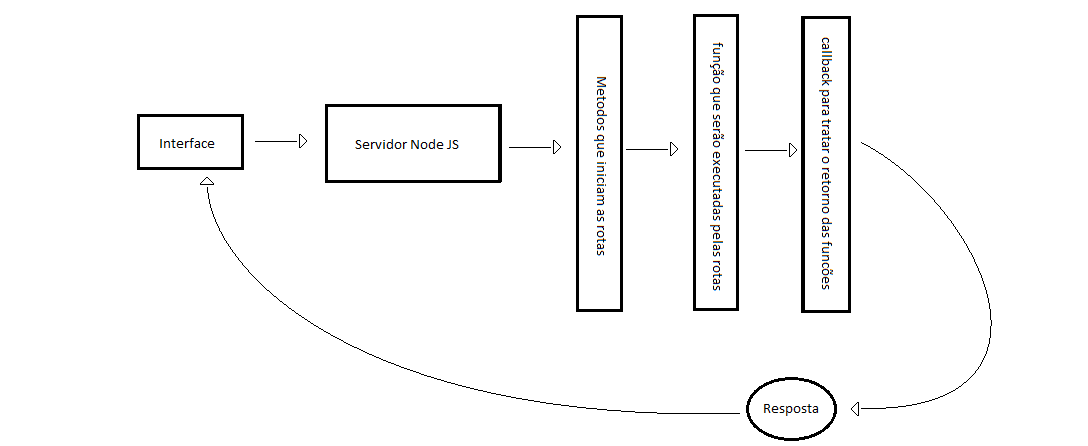 Interface
Servidor Node JS
Metodos que iniciam as rotas
função que serão executadas pelas rotas
callback para tratar o retorno das funcões
Resposta